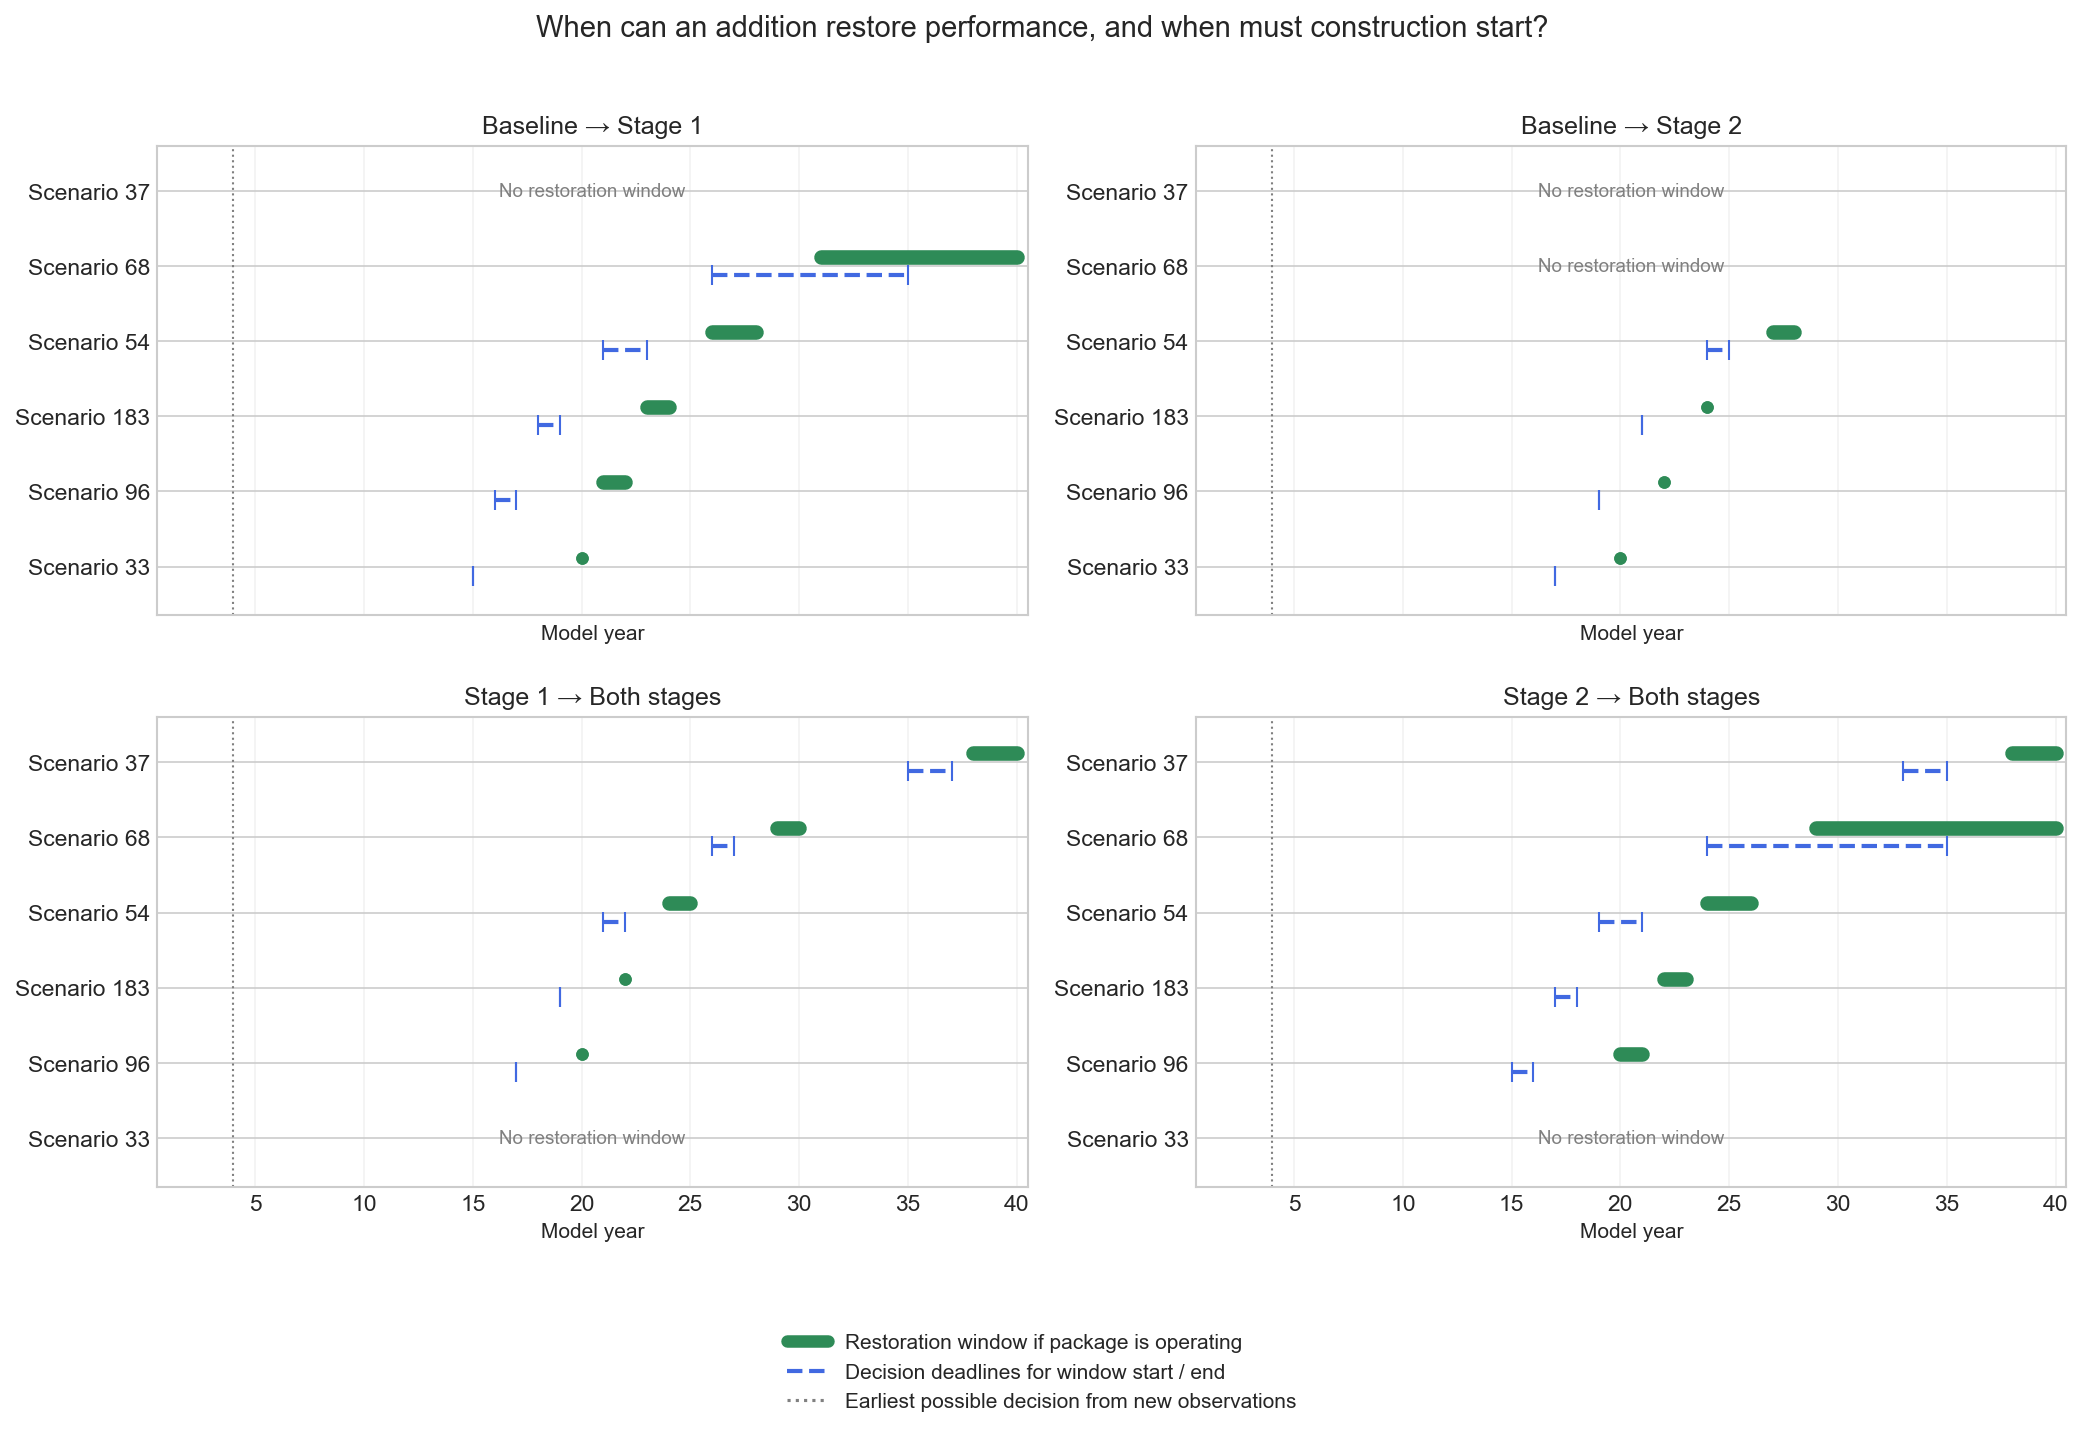 When can an addition restore performance, and when must construction start?
Baseline → Stage 1
Scenario 37
No restoration window
Scenario 68
Scenario 54
Scenario 183
Scenario 96
Scenario 33
Model year
Baseline → Stage 2
Scenario 37
No restoration window
Scenario 68
No restoration window
Scenario 54
Scenario 183
Scenario 96
Scenario 33
Model year
Stage 1 → Both stages
Scenario 37
Scenario 68
Scenario 54
Scenario 183
Scenario 96
Scenario 33
No restoration window
5 10 15 20 25 30 35 40
Model year
Stage 2 → Both stages
Scenario 37
Scenario 68
Scenario 54
Scenario 183
Scenario 96
Scenario 33
No restoration window
5 10 15 20 25 30 35 40
Model year
Restoration window if package is operating
Decision deadlines for window start / end
Earliest possible decision from new observations